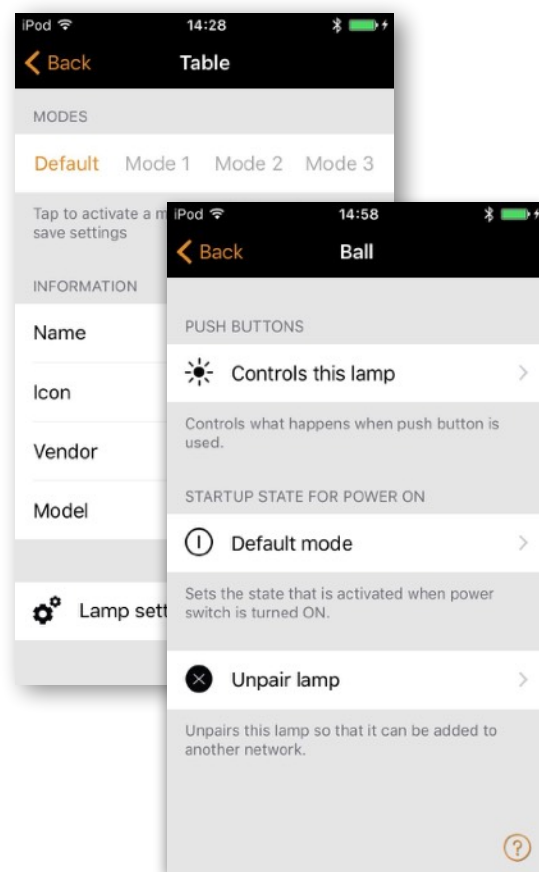 iPod 14:28
Back Table
MODES
Default Mode 1 Mode 2 Mode 3
Tap to activate a
save settings
INFORMATION
Name
Icon
Vendor
Model
Lamp
iPod 14:58
Back Ball
PUSH BUTTONS
Controls this lamp
Controls what happens when push button is
used.
STARTUP STATE FOR POWER ON
Default mode
Sets the state that is activated when power
switch is turned ON.
Unpair lamp
Unpairs this lamp so that it can be added to
another network.
?